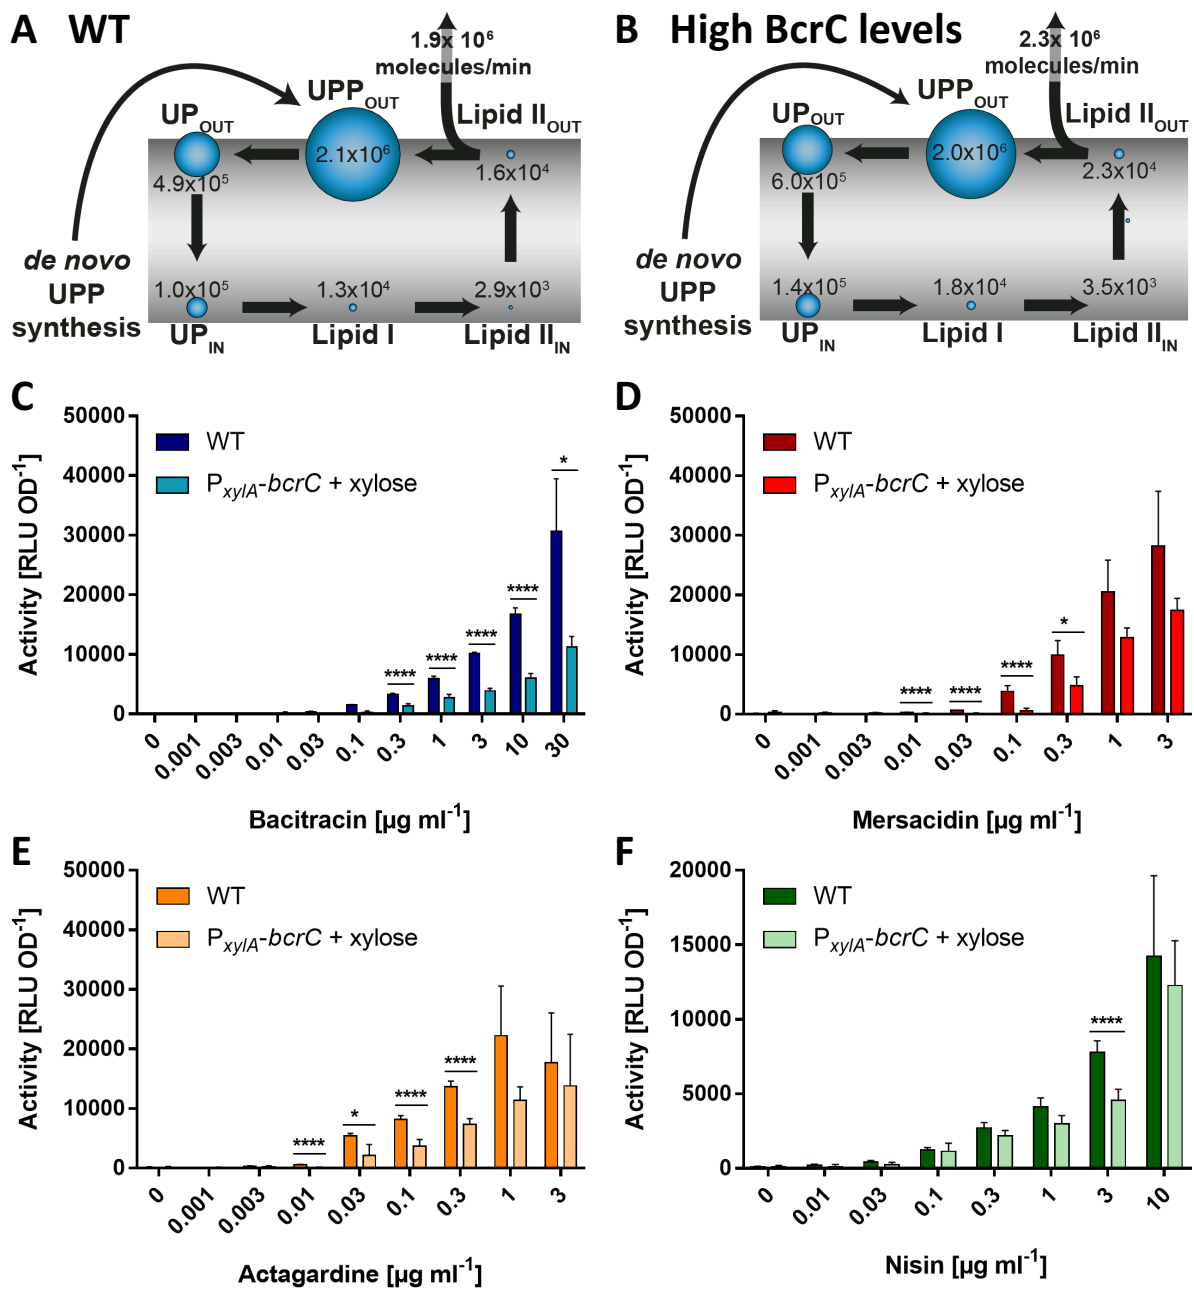 A WT
1.9x 10⁶
molecules/min
UPP_OUT
UP_OUT
Lipid II_OUT
2.1x10⁶
4.9x10⁵
1.6x10⁴
de novo
UPP
synthesis
1.0x10⁵
1.3x10⁴
2.9x10³
UP_IN
Lipid I
Lipid II_IN
B High BcrC levels
2.3x 10⁶
molecules/min
UPP_OUT
UP_OUT
Lipid II_OUT
2.0x10⁶
6.0x10⁵
2.3x10⁴
de novo
UPP
synthesis
1.4x10⁵
1.8x10⁴
3.5x10³
UP_IN
Lipid I
Lipid II_IN
C
Activity [RLU OD⁻¹]
50000
40000
30000
20000
10000
0
WT
P_xylA-bcrC + xylose
**** **** **** **** *
0 0.001 0.003 0.01 0.03 0.1 0.3 1 3 10 30
Bacitracin [µg ml⁻¹]
D
Activity [RLU OD⁻¹]
50000
40000
30000
20000
10000
0
WT
P_xylA-bcrC + xylose
**** **** **** *
0 0.001 0.003 0.01 0.03 0.1 0.3 1 3
Mersacidin [µg ml⁻¹]
E
Activity [RLU OD⁻¹]
50000
40000
30000
20000
10000
0
WT
P_xylA-bcrC + xylose
**** * **** ****
0 0.001 0.003 0.01 0.03 0.1 0.3 1 3
Actagardine [µg ml⁻¹]
F
Activity [RLU OD⁻¹]
20000
15000
10000
5000
0
WT
P_xylA-bcrC + xylose
****
0 0.01 0.03 0.1 0.3 1 3 10
Nisin [µg ml⁻¹]